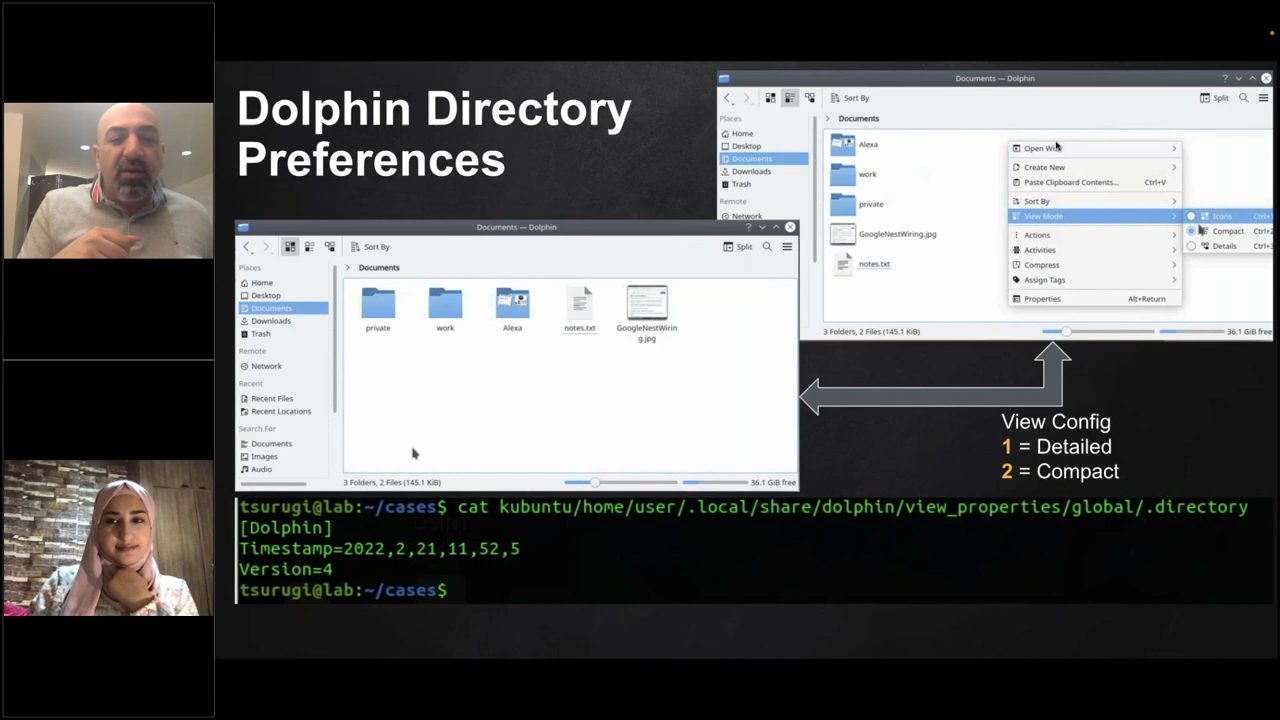 Dolphin Directory
Preferences
Documents — Dolphin
Sort By
Split
Places
Home
Desktop
Documents
Downloads
Trash
Remote
Network
Documents
Alexa
work
private
GoogleNestWiring.jpg
notes.txt
Create New
Paste Clipboard Contents... Ctrl+V
Sort By
View Mode
Actions
Activities
Compress
Assign Tags
Properties Alt+Return
Icons
Compact
Details
3 Folders, 2 Files (145.1 KiB)
36.1 GiB free
Documents — Dolphin
Sort By
Split
Places
Home
Desktop
Documents
Downloads
Trash
Remote
Network
Recent
Recent Files
Recent Locations
Search For
Documents
Images
Audio
Documents
private
work
Alexa
notes.txt
GoogleNestWirin
g.jpg
3 Folders, 2 Files (145.1 KiB)
36.1 GiB free
View Config
1 = Detailed
2 = Compact
tsurugi@lab:~/cases$ cat kubuntu/home/user/.local/share/dolphin/view_properties/global/.directory
[Dolphin]
Timestamp=2022,2,21,11,52,5
Version=4
tsurugi@lab:~/cases$